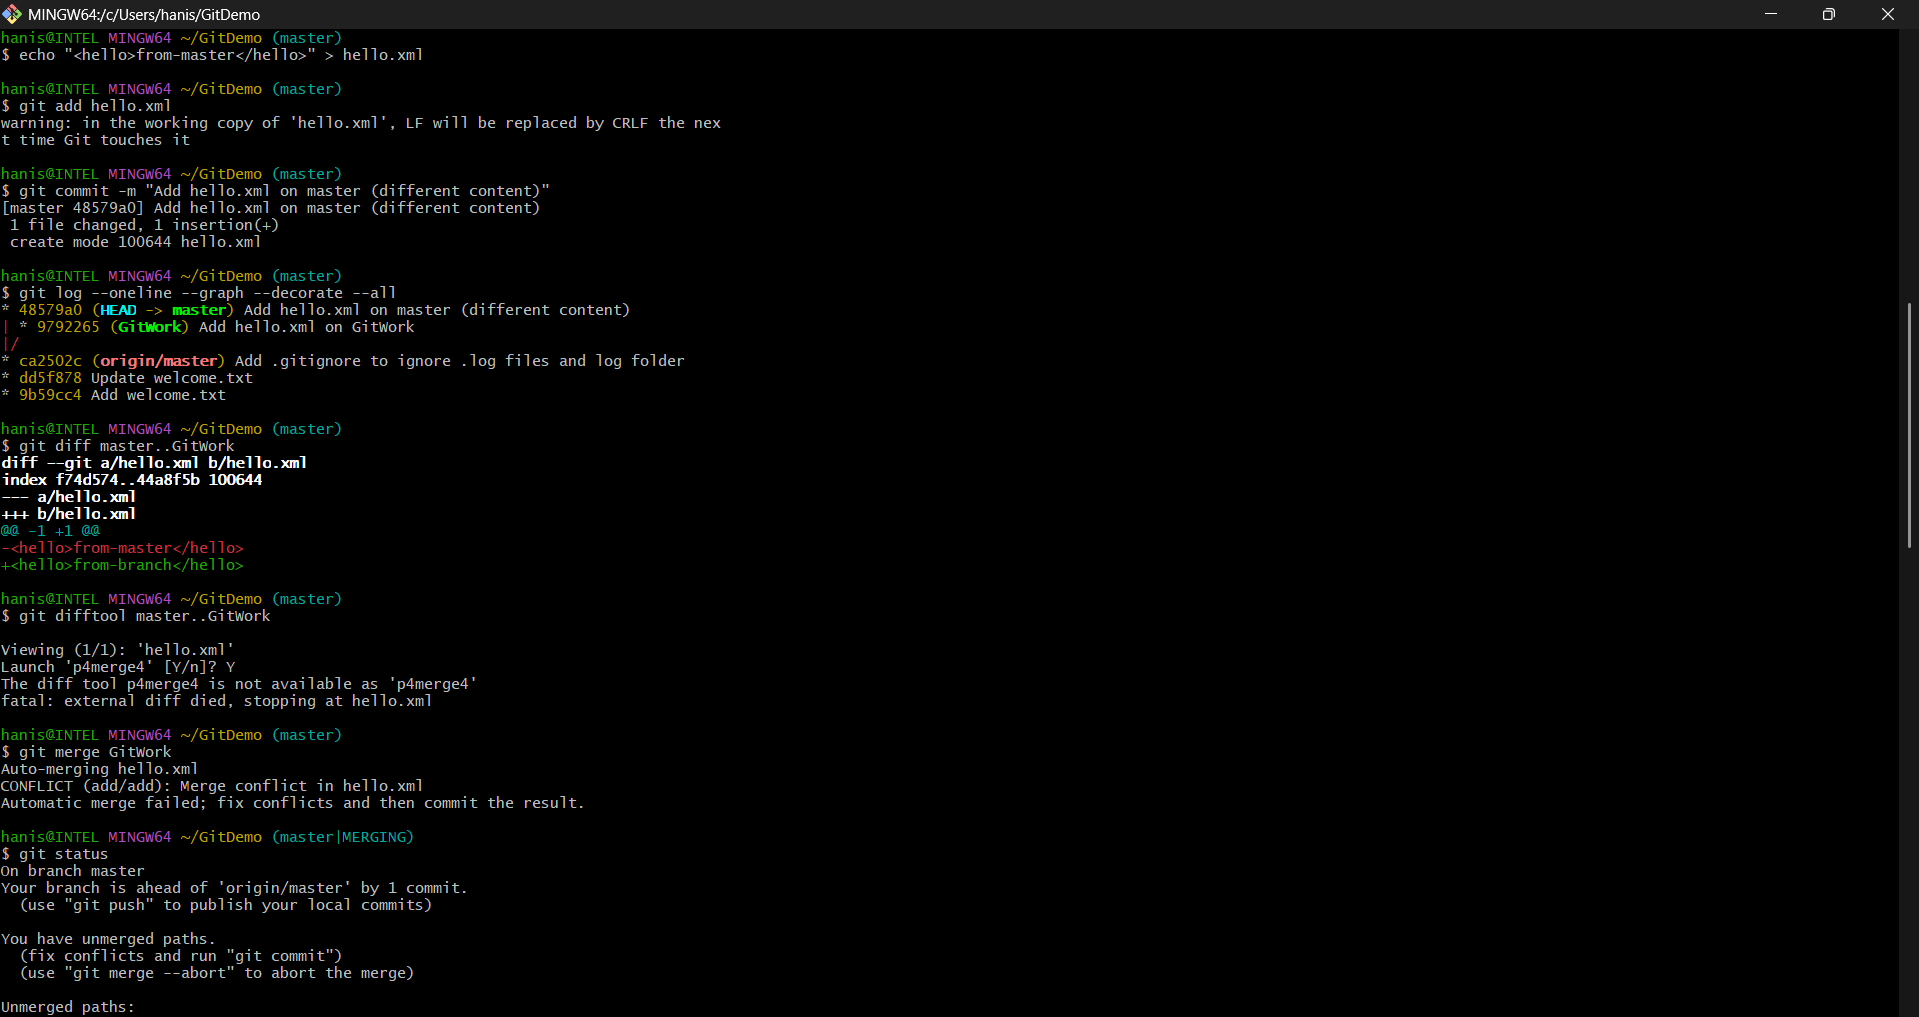 MINGW64:/c/Users/hanis/GitDemo
hanis@INTEL MINGW64 ~/GitDemo (master)
$ echo "<hello>from-master</hello>" > hello.xml
hanis@INTEL MINGW64 ~/GitDemo (master)
$ git add hello.xml
warning: in the working copy of 'hello.xml', LF will be replaced by CRLF the nex
t time Git touches it
hanis@INTEL MINGW64 ~/GitDemo (master)
$ git commit -m "Add hello.xml on master (different content)"
[master 48579a0] Add hello.xml on master (different content)
 1 file changed, 1 insertion(+)
 create mode 100644 hello.xml
hanis@INTEL MINGW64 ~/GitDemo (master)
$ git log --oneline --graph --decorate --all
* 48579a0 (HEAD -> master) Add hello.xml on master (different content)
| * 9792265 (GitWork) Add hello.xml on GitWork
|/
* ca2502c (origin/master) Add .gitignore to ignore .log files and log folder
* dd5f878 Update welcome.txt
* 9b59cc4 Add welcome.txt
hanis@INTEL MINGW64 ~/GitDemo (master)
$ git diff master..GitWork
diff --git a/hello.xml b/hello.xml
index f74d574..44a8f5b 100644
--- a/hello.xml
+++ b/hello.xml
@@ -1 +1 @@
-<hello>from-master</hello>
+<hello>from-branch</hello>
hanis@INTEL MINGW64 ~/GitDemo (master)
$ git difftool master..GitWork
Viewing (1/1): 'hello.xml'
Launch 'p4merge4' [Y/n]? Y
The diff tool p4merge4 is not available as 'p4merge4'
fatal: external diff died, stopping at hello.xml
hanis@INTEL MINGW64 ~/GitDemo (master)
$ git merge GitWork
Auto-merging hello.xml
CONFLICT (add/add): Merge conflict in hello.xml
Automatic merge failed; fix conflicts and then commit the result.
hanis@INTEL MINGW64 ~/GitDemo (master|MERGING)
$ git status
On branch master
Your branch is ahead of 'origin/master' by 1 commit.
  (use "git push" to publish your local commits)
You have unmerged paths.
  (fix conflicts and run "git commit")
  (use "git merge --abort" to abort the merge)
Unmerged paths: